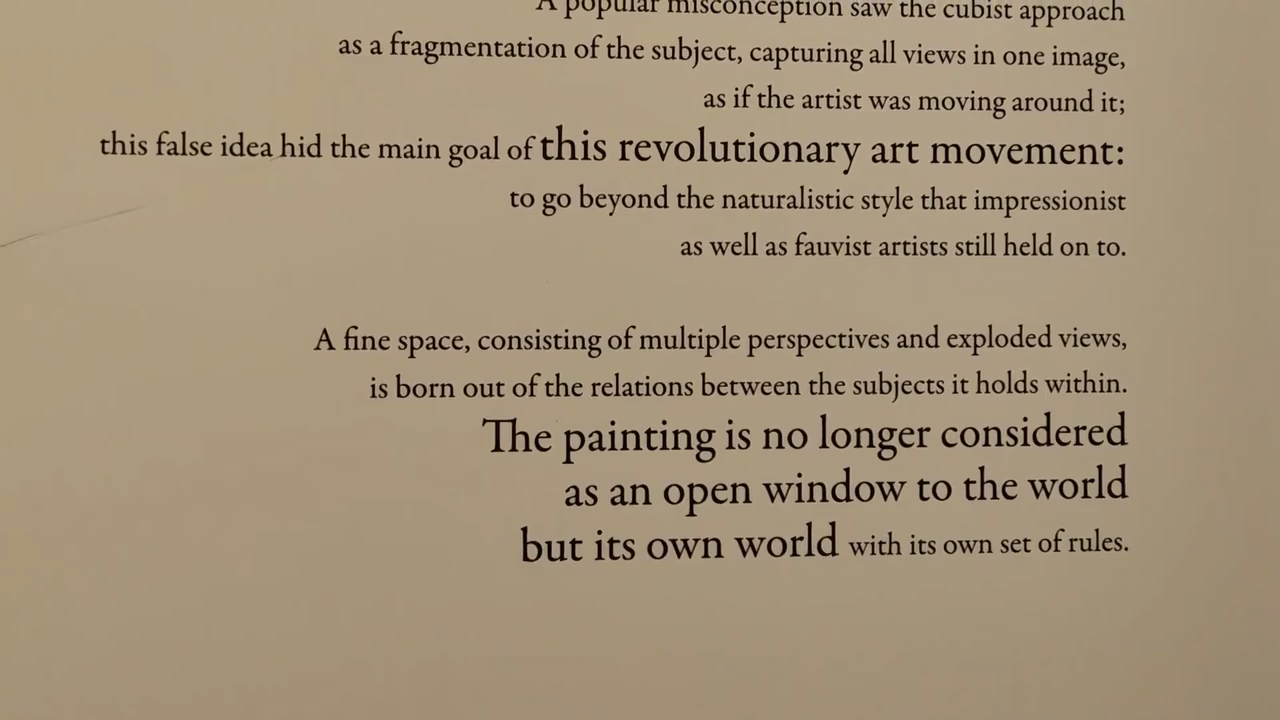 A popular misconception saw the cubist approach
as a fragmentation of the subject, capturing all views in one image,
as if the artist was moving around it;
this false idea hid the main goal of this revolutionary art movement:
to go beyond the naturalistic style that impressionist
as well as fauvist artists still held on to.
A fine space, consisting of multiple perspectives and exploded views,
is born out of the relations between the subjects it holds within.
The painting is no longer considered
as an open window to the world
but its own world with its own set of rules.